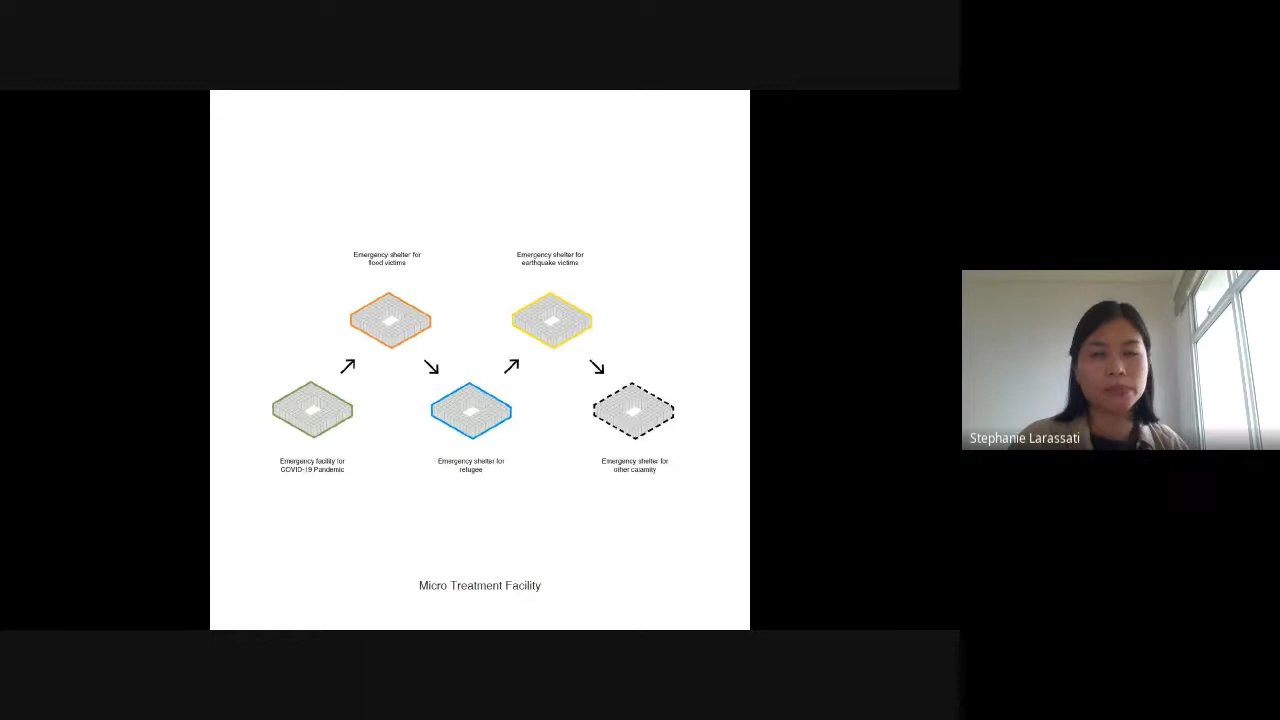 Emergency shelter for
flood victims
Emergency shelter for
earthquake victims
Emergency facility for
COVID-19 Pandemic
Emergency shelter for
refugee
Emergency shelter for
other calamity
Micro Treatment Facility
Stephanie Larassati